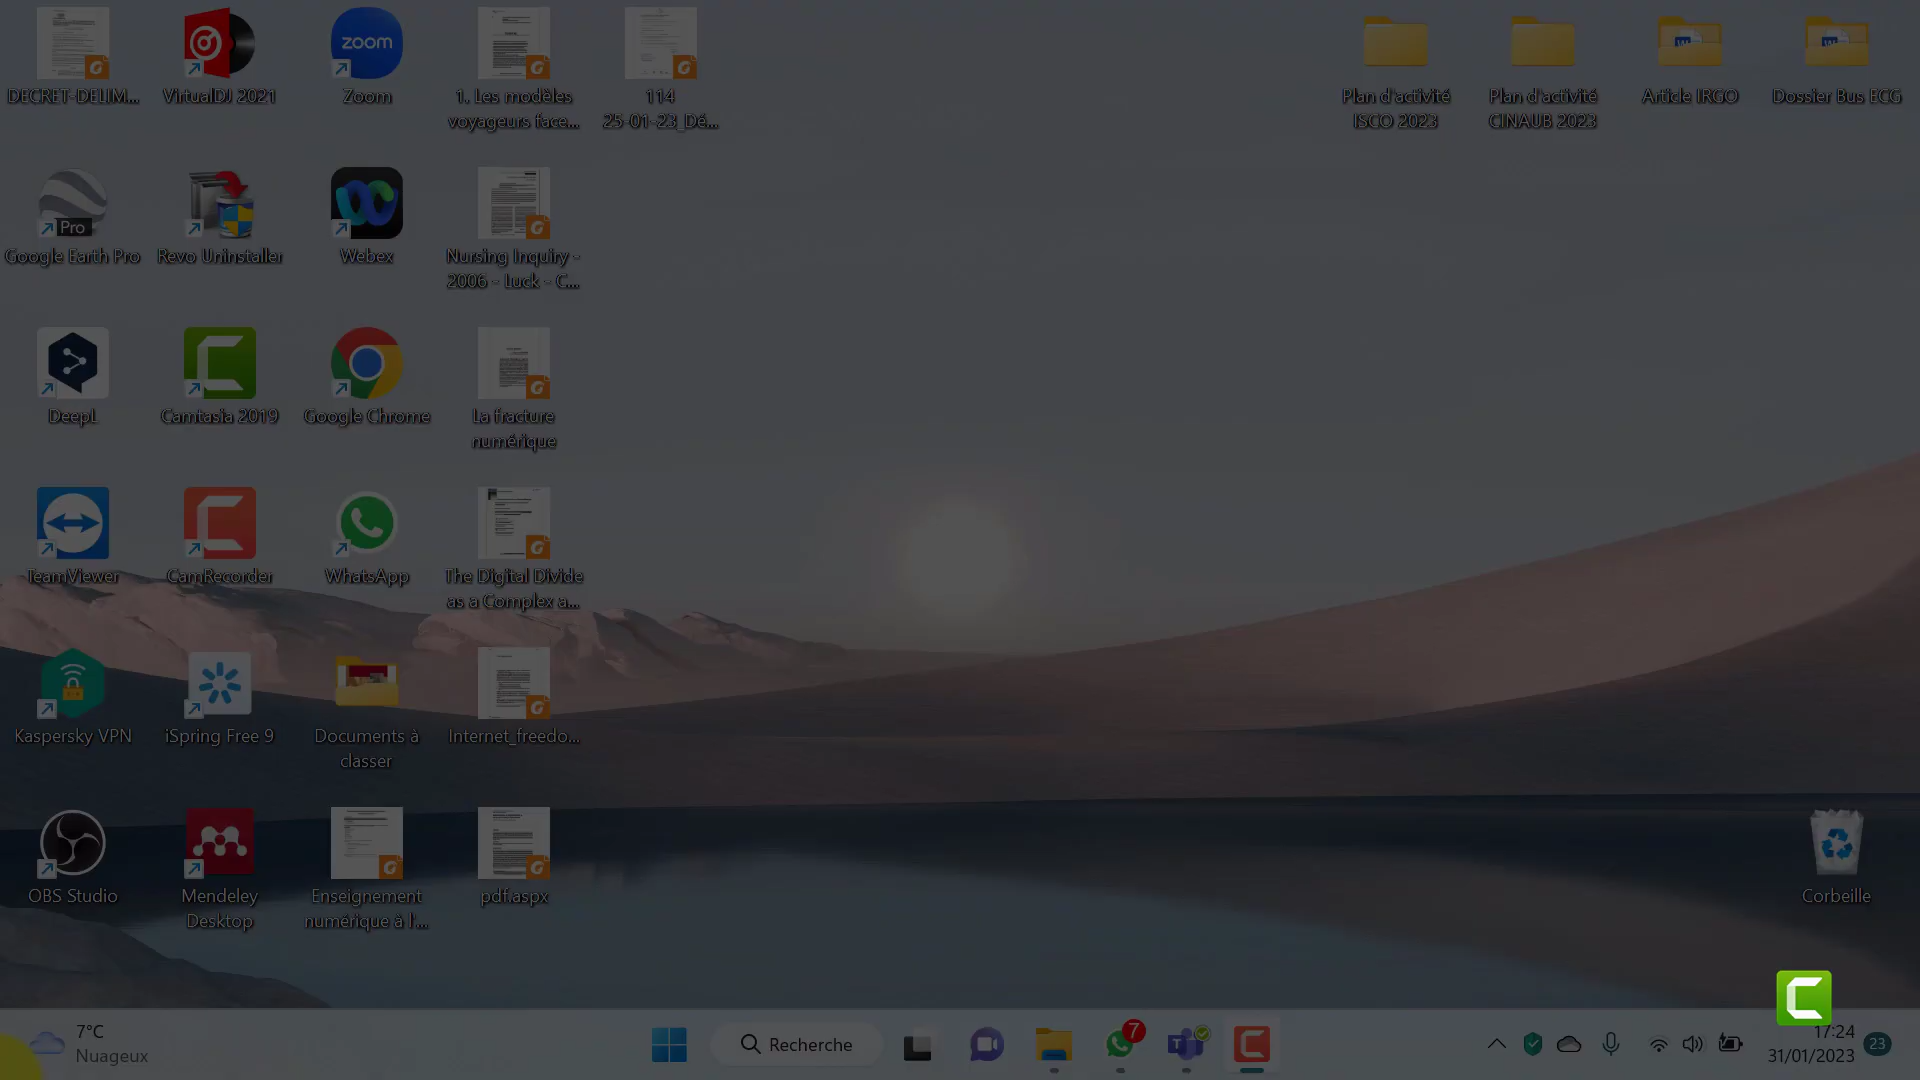 DECRET-DELIM...
VirtualDJ 2021
zoom
Zoom
1. Les modèles
voyageurs face...
114
25-01-23_Dé...
Plan d'activité
ISCO 2023
Plan d'activité
CINAUB 2023
Article IRGO
Dossier Bus ECG
Pro
Google Earth Pro
Revo Uninstaller
Webex
Nursing Inquiry -
2006 - Luck - C...
DeepL
Camtasia 2019
Google Chrome
La fracture
numérique
TeamViewer
CamRecorder
WhatsApp
The Digital Divide
as a Complex a...
Kaspersky VPN
iSpring Free 9
Documents à
classer
Internet_freedo...
OBS Studio
Mendeley
Desktop
Enseignement
numérique à l'...
pdf.aspx
Corbeille
7°C
Nuageux
Recherche
7
17:24
31/01/2023
23